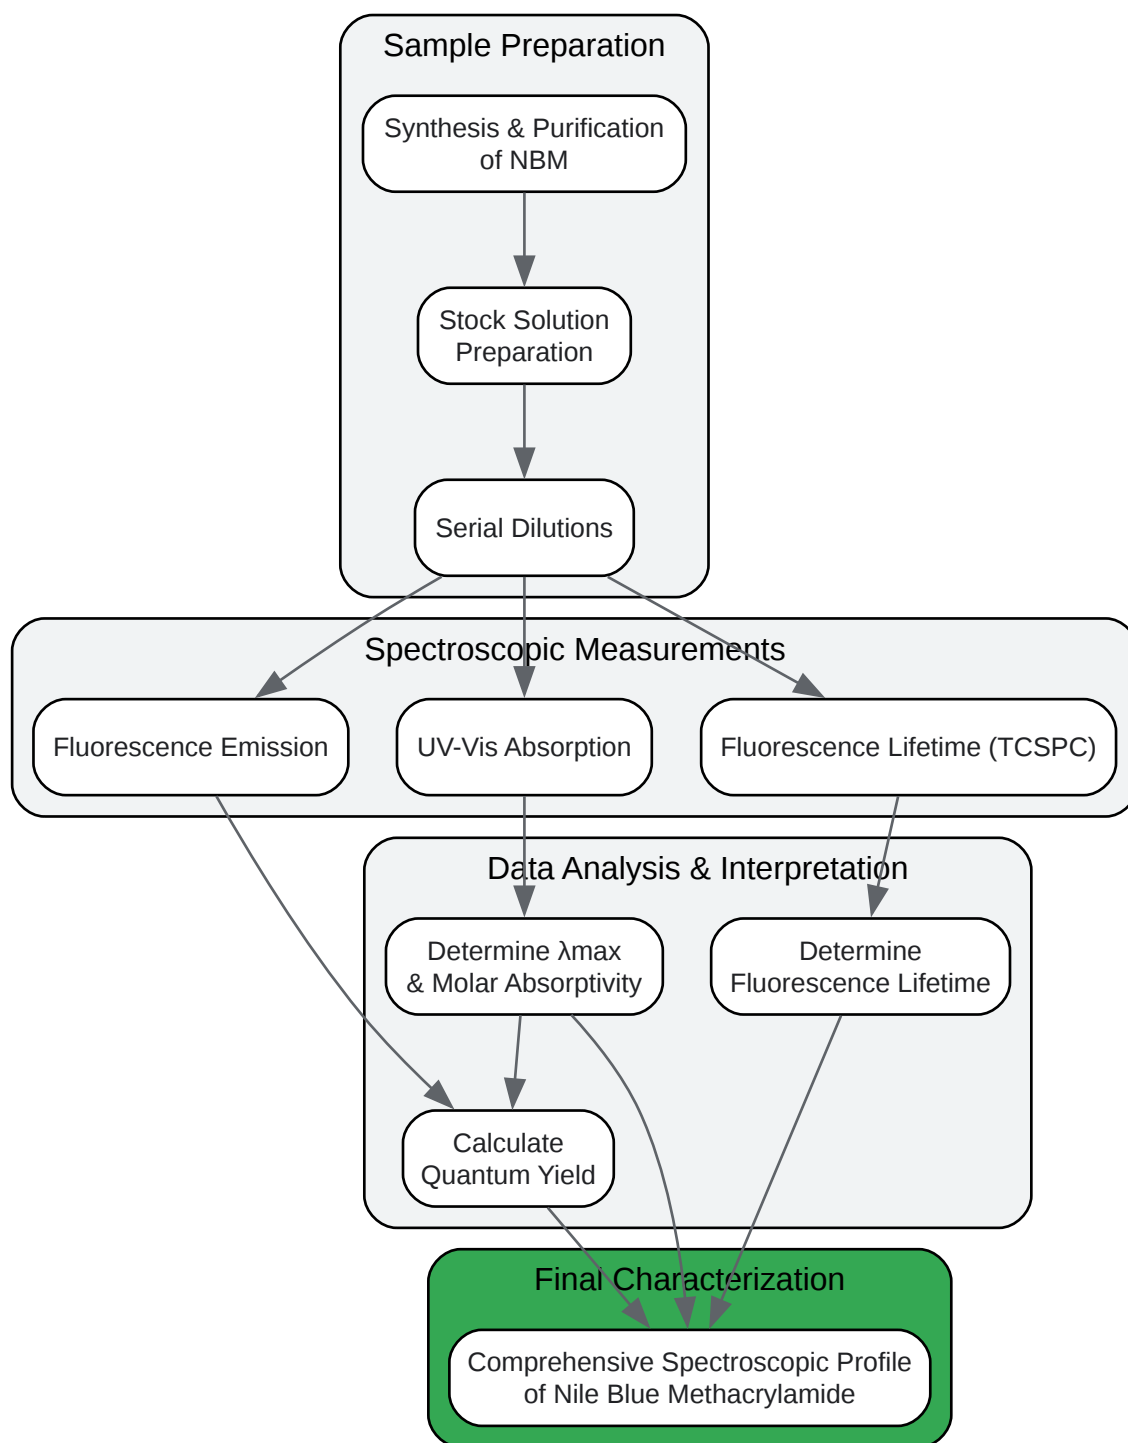 Sample Preparation
Synthesis & Purification
of NBM
Stock Solution
Preparation
Serial Dilutions
Spectroscopic Measurements
Fluorescence Emission
UV-Vis Absorption
Fluorescence Lifetime (TCSPC)
Data Analysis & Interpretation
Determine λmax
& Molar Absorptivity
Determine
Fluorescence Lifetime
Calculate
Quantum Yield
Final Characterization
Comprehensive Spectroscopic Profile
of Nile Blue Methacrylamide